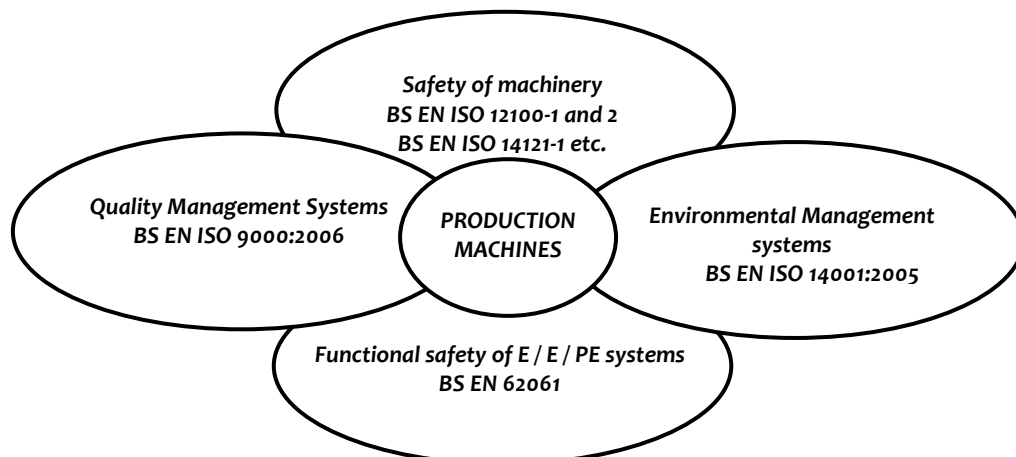 Safety of machinery
BS EN ISO 12100-1 and 2
BS EN ISO 14121-1 etc.
Quality Management Systems
BS EN ISO 9000:2006
PRODUCTION
MACHINES
Environmental Management
systems
BS EN ISO 14001:2005
Functional safety of E / E / PE systems
BS EN 62061